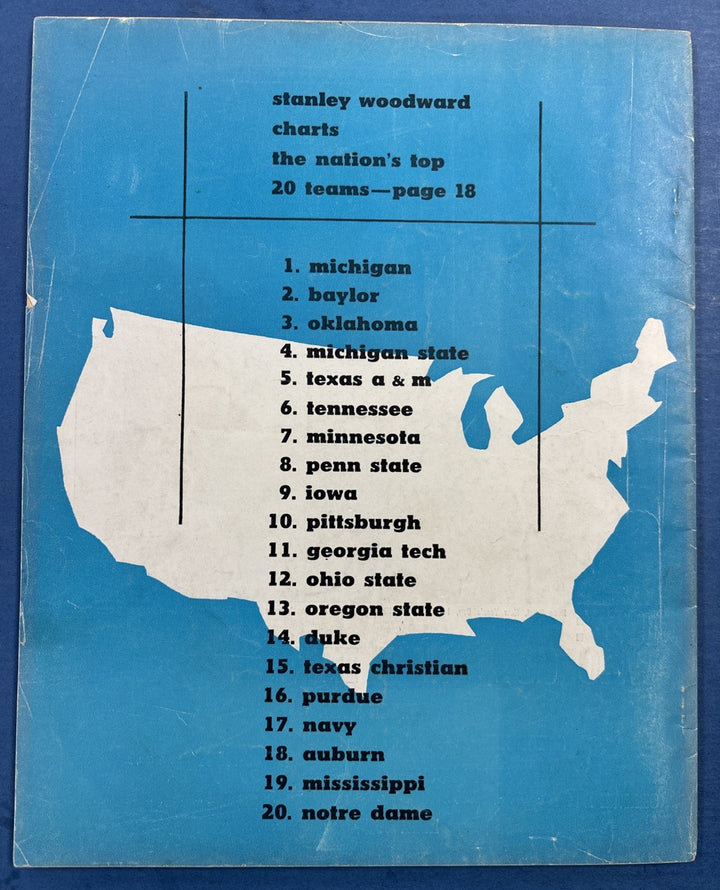 stanley woodward
charts
the nation's top
20 teams—page 18
1. michigan
2. baylor
3. oklahoma
4. michigan state
5. texas a & m
6. tennessee
7. minnesota
8. penn state
9. iowa
10. pittsburgh
11. georgia tech
12. ohio state
13. oregon state
14. duke
15. texas christian
16. purdue
17. navy
18. auburn
19. mississippi
20. notre dame